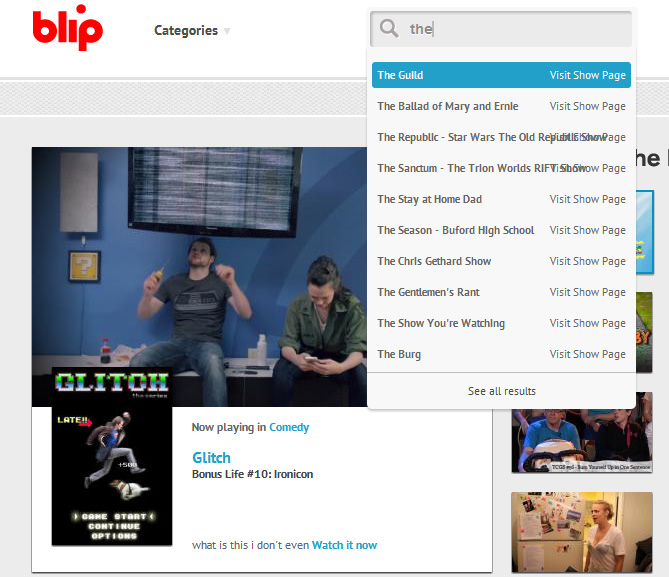 blip
Categories
the
The Guild Visit Show Page
The Ballad of Mary and Ernie Visit Show Page
The Republic - Star Wars The Old Republic Show Visit Show Page
The Sanctum - The Trion Worlds RIFT Show Visit Show Page
The Stay at Home Dad Visit Show Page
The Season - Buford High School Visit Show Page
The Chris Gethard Show Visit Show Page
The Gentlemen's Rant Visit Show Page
The Show You're Watching Visit Show Page
The Burg Visit Show Page
See all results
he
BY
GLITCH
the series
LATE!!
+500
GAME START
CONTINUE
OPTIONS
Now playing in Comedy
Glitch
Bonus Life #10: Ironicon
what is this i don't even Watch it now
TCGS #48 - Sum Yourself Up in One Sentence